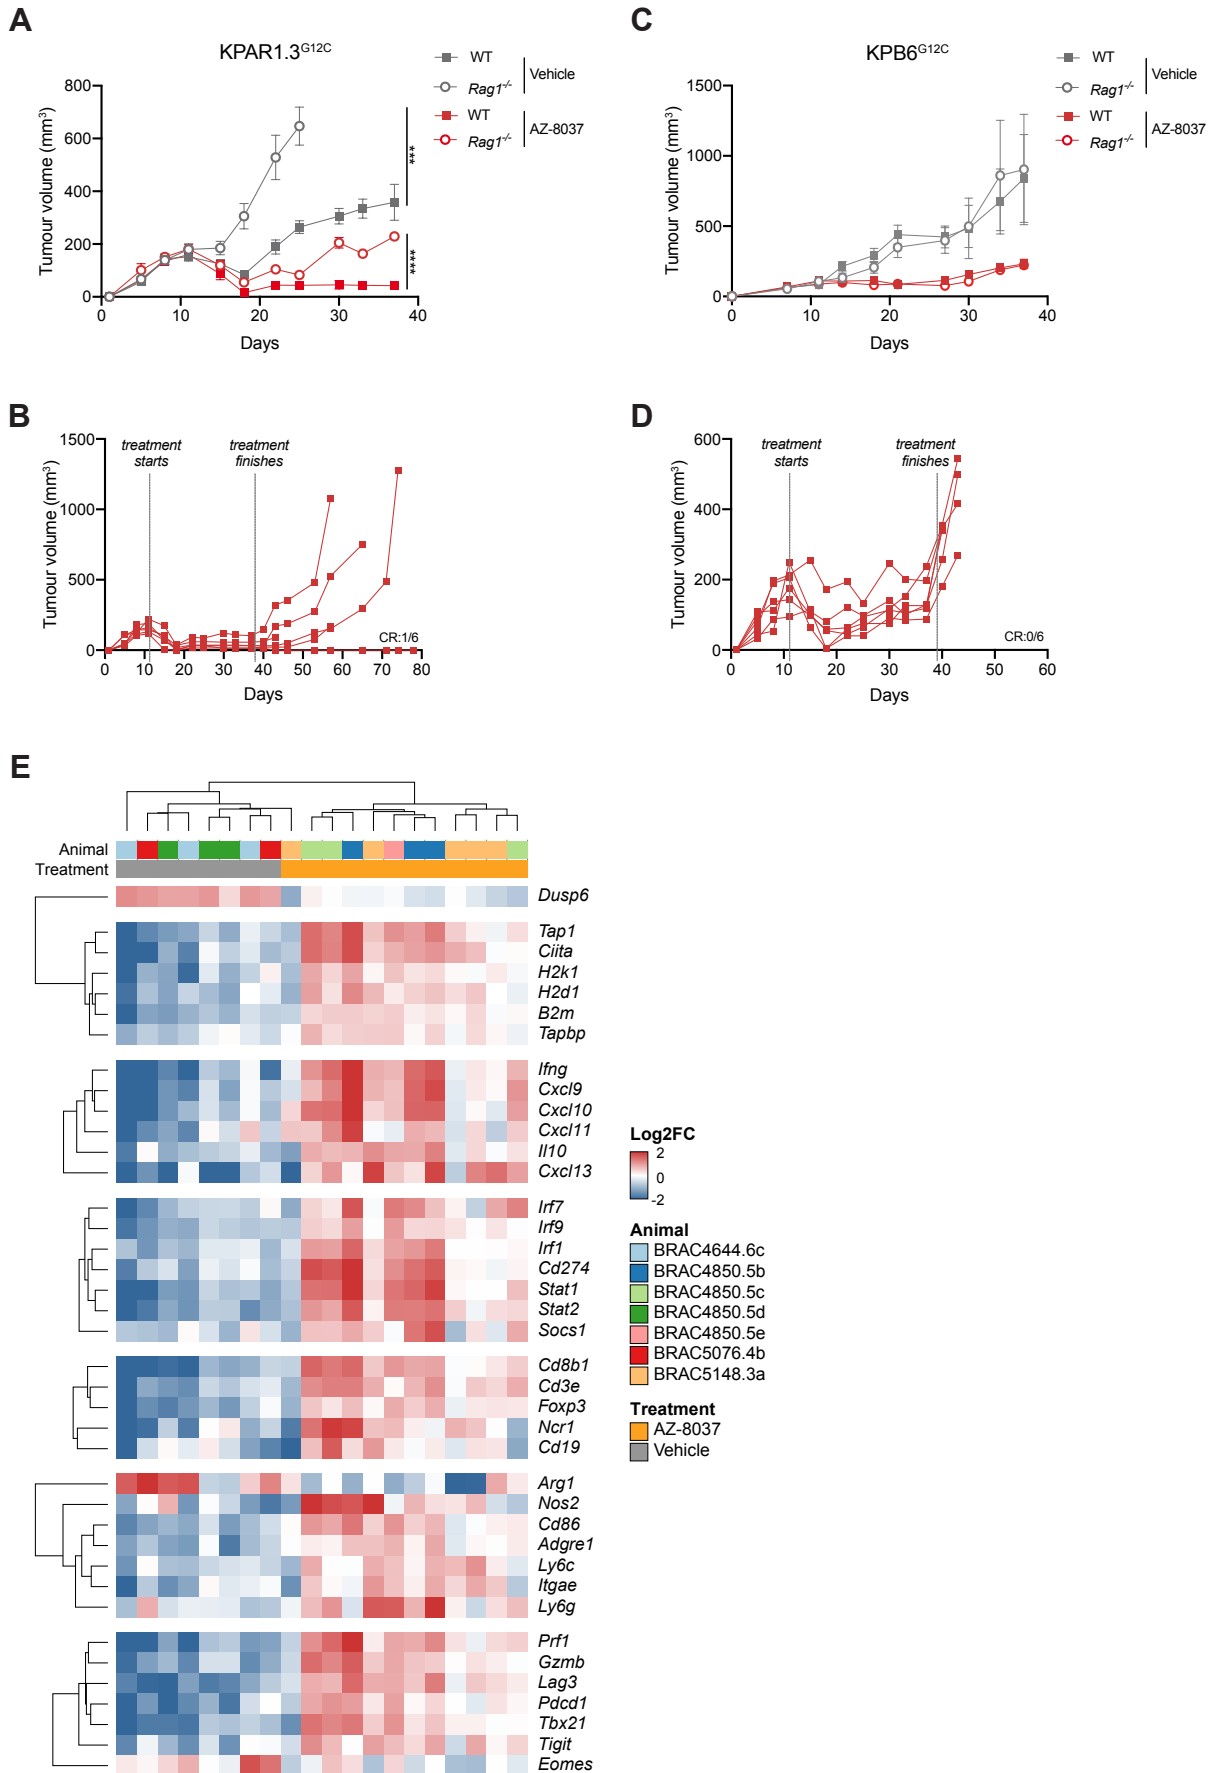 A
KPAR1.3G12C
WT
Rag1-/-
Vehicle
WT
Rag1-/-
AZ-8037
Tumour volume (mm3)
800
600
400
200
0
***
****
0
10
20
30
40
Days
C
KPB6G12C
WT
Rag1-/-
Vehicle
WT
Rag1-/-
AZ-8037
Tumour volume (mm3)
1500
1000
500
0
0
10
20
30
40
Days
B
Tumour volume (mm3)
1500
1000
500
0
treatment
starts
treatment
finishes
CR:1/6
0
10
20
30
40
50
60
70
80
Days
D
Tumour volume (mm3)
600
400
200
0
treatment
starts
treatment
finishes
CR:0/6
0
10
20
30
40
50
60
Days
E
Animal
Treatment
Dusp6
Tap1
Ciita
H2k1
H2d1
B2m
Tapbp
Ifng
Cxcl9
Cxcl10
Cxcl11
Il10
Cxcl13
Irf7
Irf9
Irf1
Cd274
Stat1
Stat2
Socs1
Cd8b1
Cd3e
Foxp3
Ncr1
Cd19
Arg1
Nos2
Cd86
Adgre1
Ly6c
Itgae
Ly6g
Prf1
Gzmb
Lag3
Pdcd1
Tbx21
Tigit
Eomes
Log2FC
2
0
-2
Animal
BRAC4644.6c
BRAC4850.5b
BRAC4850.5c
BRAC4850.5d
BRAC4850.5e
BRAC5076.4b
BRAC5148.3a
Treatment
AZ-8037
Vehicle